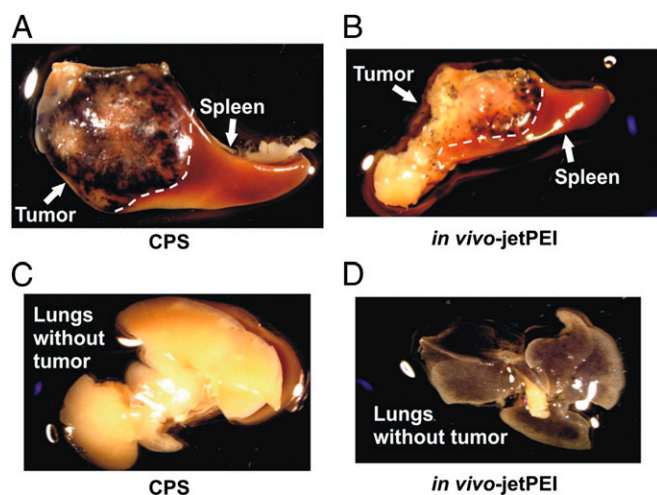 A
Spleen
Tumor
CPS
B
Tumor
Spleen
in vivo-jetPEI
C
Lungs
without
tumor
CPS
D
Lungs
without tumor
in vivo-jetPEI